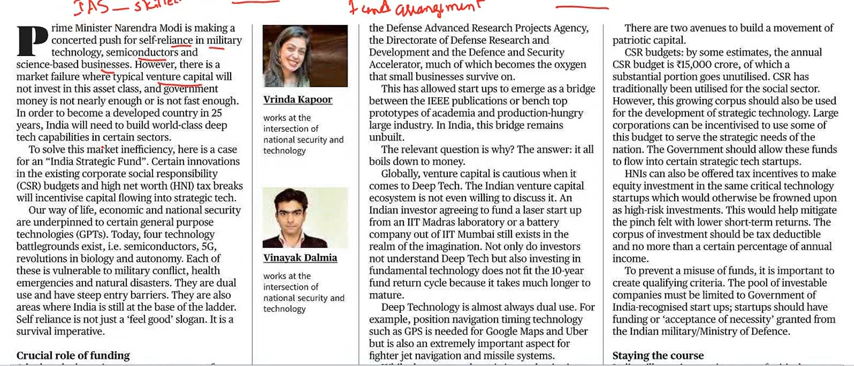 IAS — skilled
Fund arrangement
Prime Minister Narendra Modi is making a
concerted push for self-reliance in military
technology, semiconductors and
science-based businesses. However, there is a
market failure where typical venture capital will
not invest in this asset class, and government
money is not nearly enough or is not fast enough.
In order to become a developed country in 25
years, India will need to build world-class deep
tech capabilities in certain sectors.
To solve this market inefficiency, here is a case
for an “India Strategic Fund”. Certain innovations
in the existing corporate social responsibility
(CSR) budgets and high net worth (HNI) tax breaks
will incentivise capital flowing into strategic tech.
Our way of life, economic and national security
are underpinned to certain general purpose
technologies (GPTs). Today, four technology
battlegrounds exist, i.e. semiconductors, 5G,
revolutions in biology and autonomy. Each of
these is vulnerable to military conflict, health
emergencies and natural disasters. They are dual
use and have steep entry barriers. They are also
areas where India is still at the base of the ladder.
Self reliance is not just a ‘feel good’ slogan. It is a
survival imperative.
Crucial role of funding
Vrinda Kapoor
works at the
intersection of
national security and
technology
Vinayak Dalmia
works at the
intersection of
national security and
technology
the Defense Advanced Research Projects Agency,
the Directorate of Defense Research and
Development and the Defence and Security
Accelerator, much of which becomes the oxygen
that small businesses survive on.
This has allowed start ups to emerge as a bridge
between the IEEE publications or bench top
prototypes of academia and production-hungry
large industry. In India, this bridge remains
unbuilt.
The relevant question is why? The answer: it all
boils down to money.
Globally, venture capital is cautious when it
comes to Deep Tech. The Indian venture capital
ecosystem is not even willing to discuss it. An
Indian investor agreeing to fund a laser start up
from an IIT Madras laboratory or a battery
company out of IIT Mumbai still exists in the
realm of the imagination. Not only do investors
not understand Deep Tech but also investing in
fundamental technology does not fit the 10-year
fund return cycle because it takes much longer to
mature.
Deep Technology is almost always dual use. For
example, position navigation timing technology
such as GPS is needed for Google Maps and Uber
but is also an extremely important aspect for
fighter jet navigation and missile systems.
There are two avenues to build a movement of
patriotic capital.
CSR budgets: by some estimates, the annual
CSR budget is ₹15,000 crore, of which a
substantial portion goes unutilised. CSR has
traditionally been utilised for the social sector.
However, this growing corpus should also be used
for the development of strategic technology. Large
corporations can be incentivised to use some of
this budget to serve the strategic needs of the
nation. The Government should allow these funds
to flow into certain strategic tech startups.
HNIs can also be offered tax incentives to make
equity investment in the same critical technology
startups which would otherwise be frowned upon
as high-risk investments. This would help mitigate
the pinch felt with lower short-term returns. The
corpus of investment should be tax deductible
and no more than a certain percentage of annual
income.
To prevent a misuse of funds, it is important to
create qualifying criteria. The pool of investable
companies must be limited to Government of
India-recognised start ups; startups should have
funding or ‘acceptance of necessity’ granted from
the Indian military/Ministry of Defence.
Staying the course